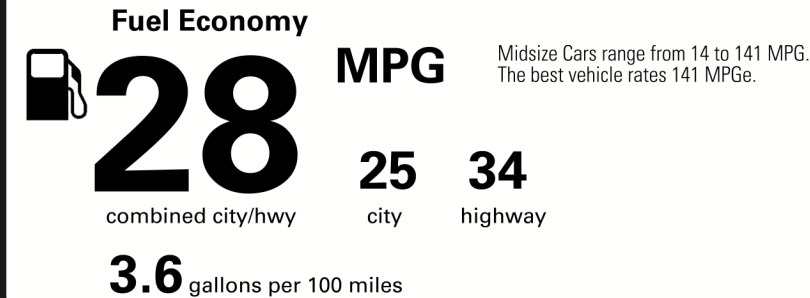 Fuel Economy
28 MPG
Midsize Cars range from 14 to 141 MPG.
The best vehicle rates 141 MPGe.
25 34
combined city/hwy city highway
3.6 gallons per 100 miles